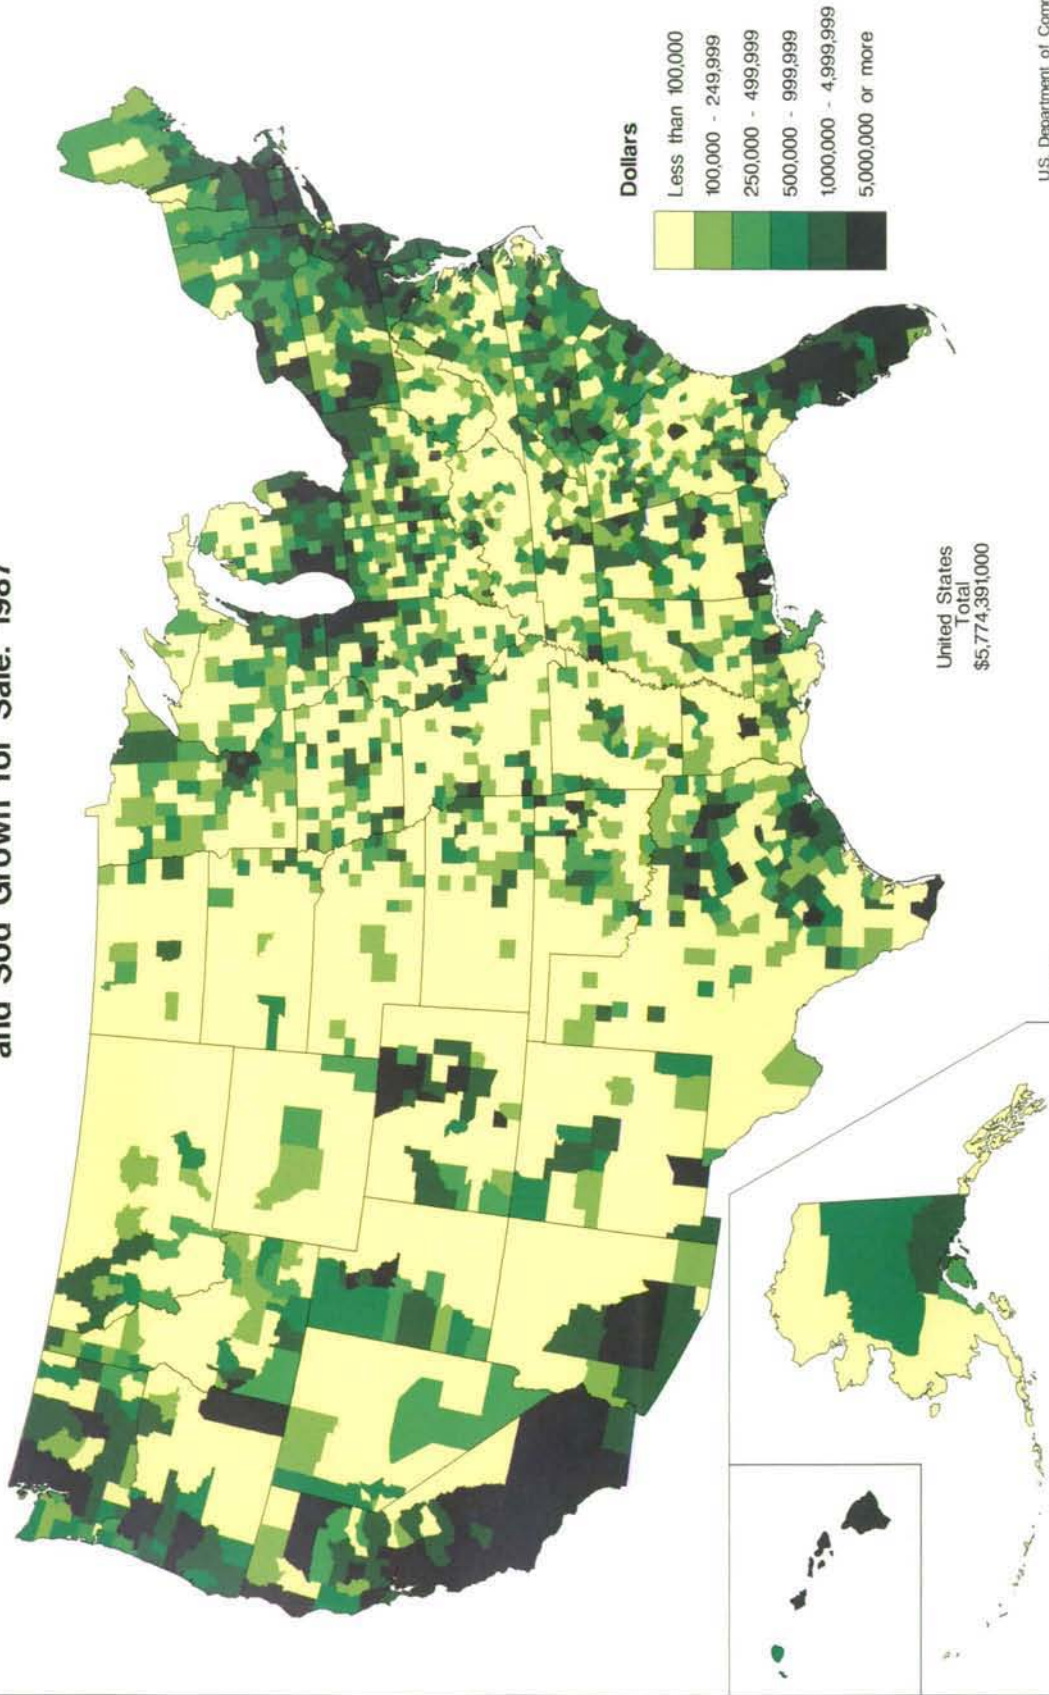 and Sod Grown for Sale: 1987
Dollars
Less than 100,000
100,000 - 249,999
250,000 - 499,999
500,000 - 999,999
1,000,000 - 4,999,999
5,000,000 or more
United States
Total
$5,774,391,000
U.S. Department of